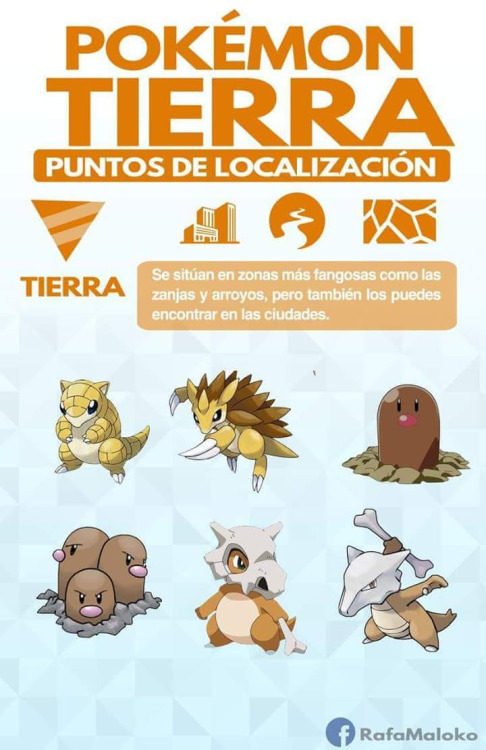 POKÉMON
TIERRA
PUNTOS DE LOCALIZACIÓN
TIERRA
Se sitúan en zonas más fangosas como las
zanjas y arroyos, pero también los puedes
encontrar en las ciudades.
f RafaMaloko